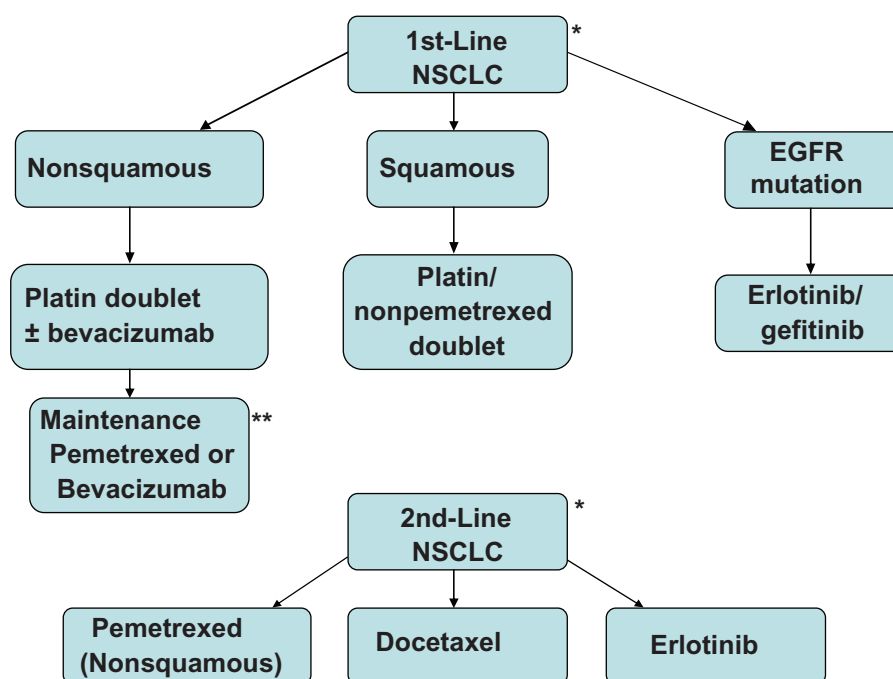 1st-Line
NSCLC
*
Nonsquamous
Squamous
EGFR
mutation
Platin doublet
± bevacizumab
Platin/
nonpemetrexed
doublet
Erlotinib/
gefitinib
Maintenance
Pemetrexed or
Bevacizumab
**
2nd-Line
NSCLC
*
Pemetrexed
(Nonsquamous)
Docetaxel
Erlotinib